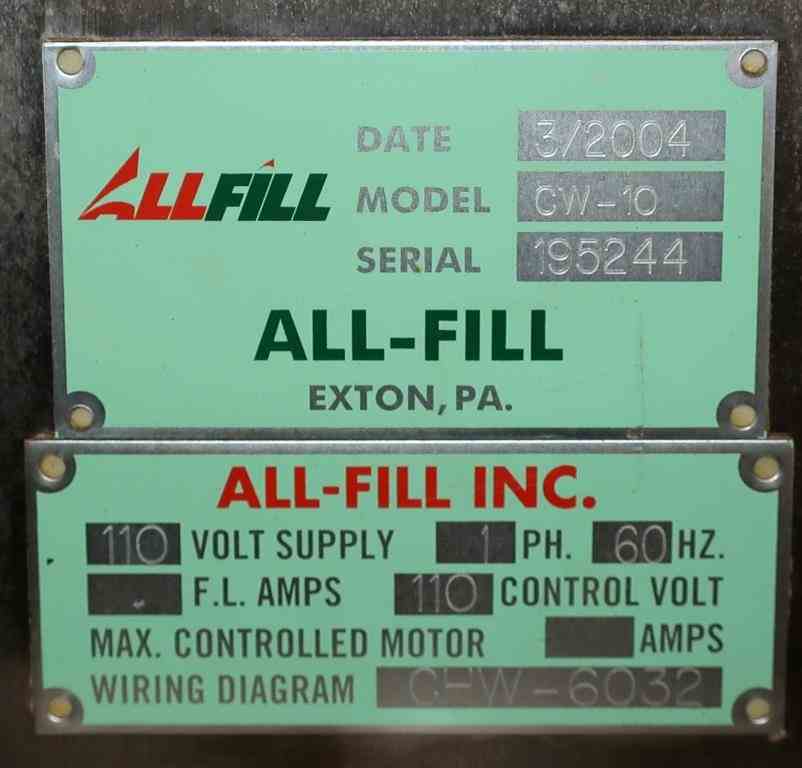 ALLFILL
DATE 3/2004
MODEL CW-10
SERIAL 195244
ALL-FILL
EXTON, PA.
ALL-FILL INC.
110 VOLT SUPPLY 1 PH. 60 HZ.
F.L. AMPS 110 CONTROL VOLT
MAX. CONTROLLED MOTOR AMPS
WIRING DIAGRAM CHW-6032